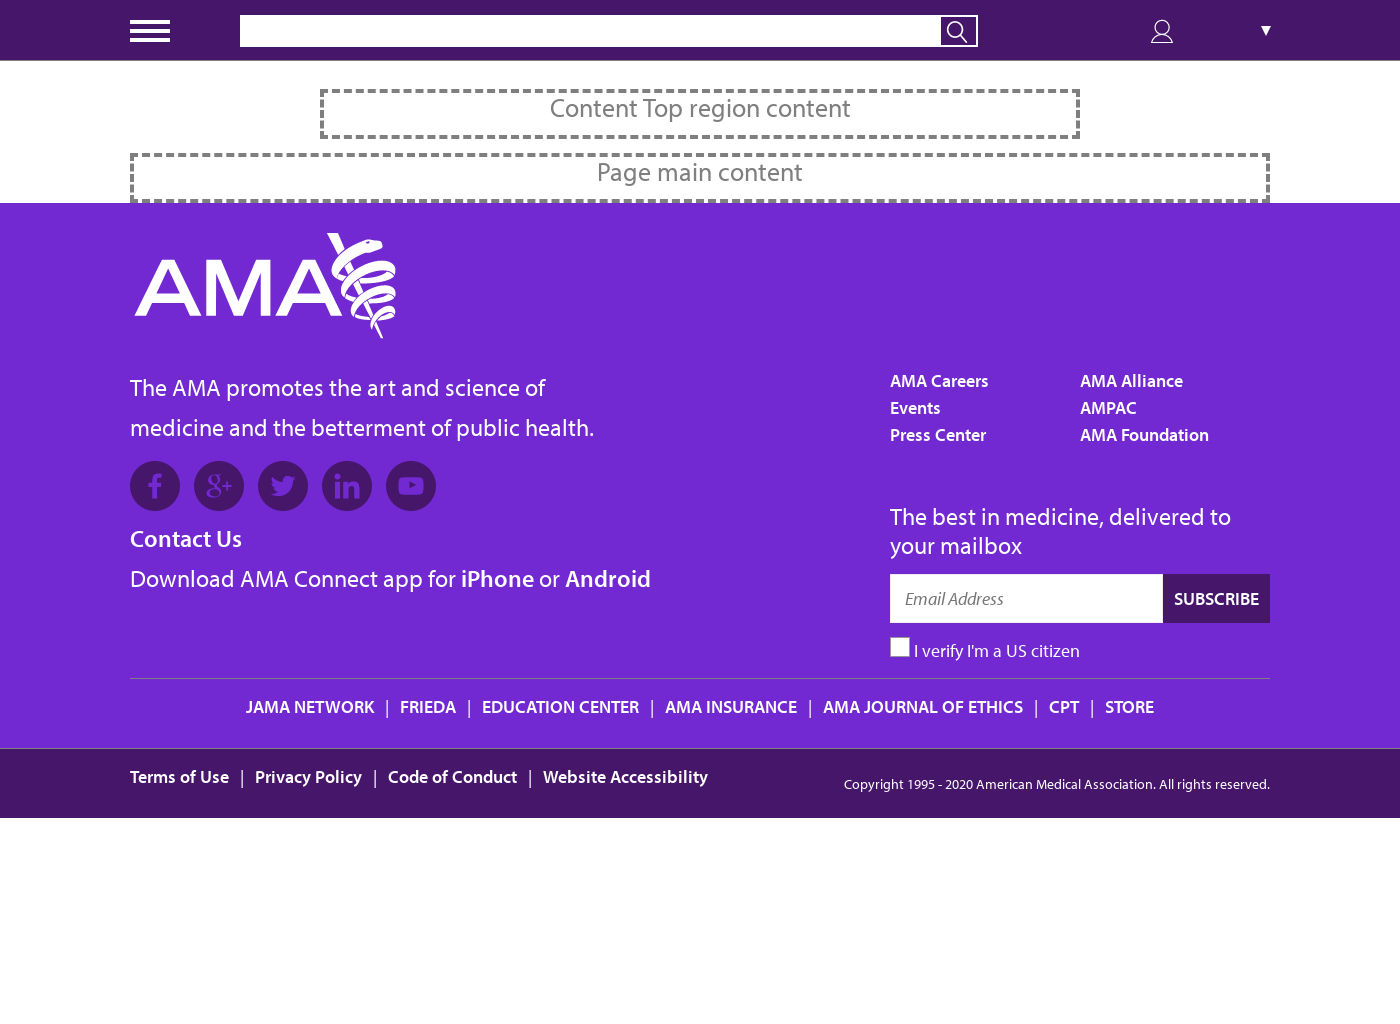 ▼
Content Top region content
Page main content
AMA
The AMA promotes the art and science of
medicine and the betterment of public health.
Contact Us
Download AMA Connect app for iPhone or Android
AMA Careers
Events
Press Center
AMA Alliance
AMPAC
AMA Foundation
The best in medicine, delivered to
your mailbox
Email Address
SUBSCRIBE
I verify I'm a US citizen
JAMA NETWORK | FRIEDA | EDUCATION CENTER | AMA INSURANCE | AMA JOURNAL OF ETHICS | CPT | STORE
Terms of Use | Privacy Policy | Code of Conduct | Website Accessibility
Copyright 1995 - 2020 American Medical Association. All rights reserved.